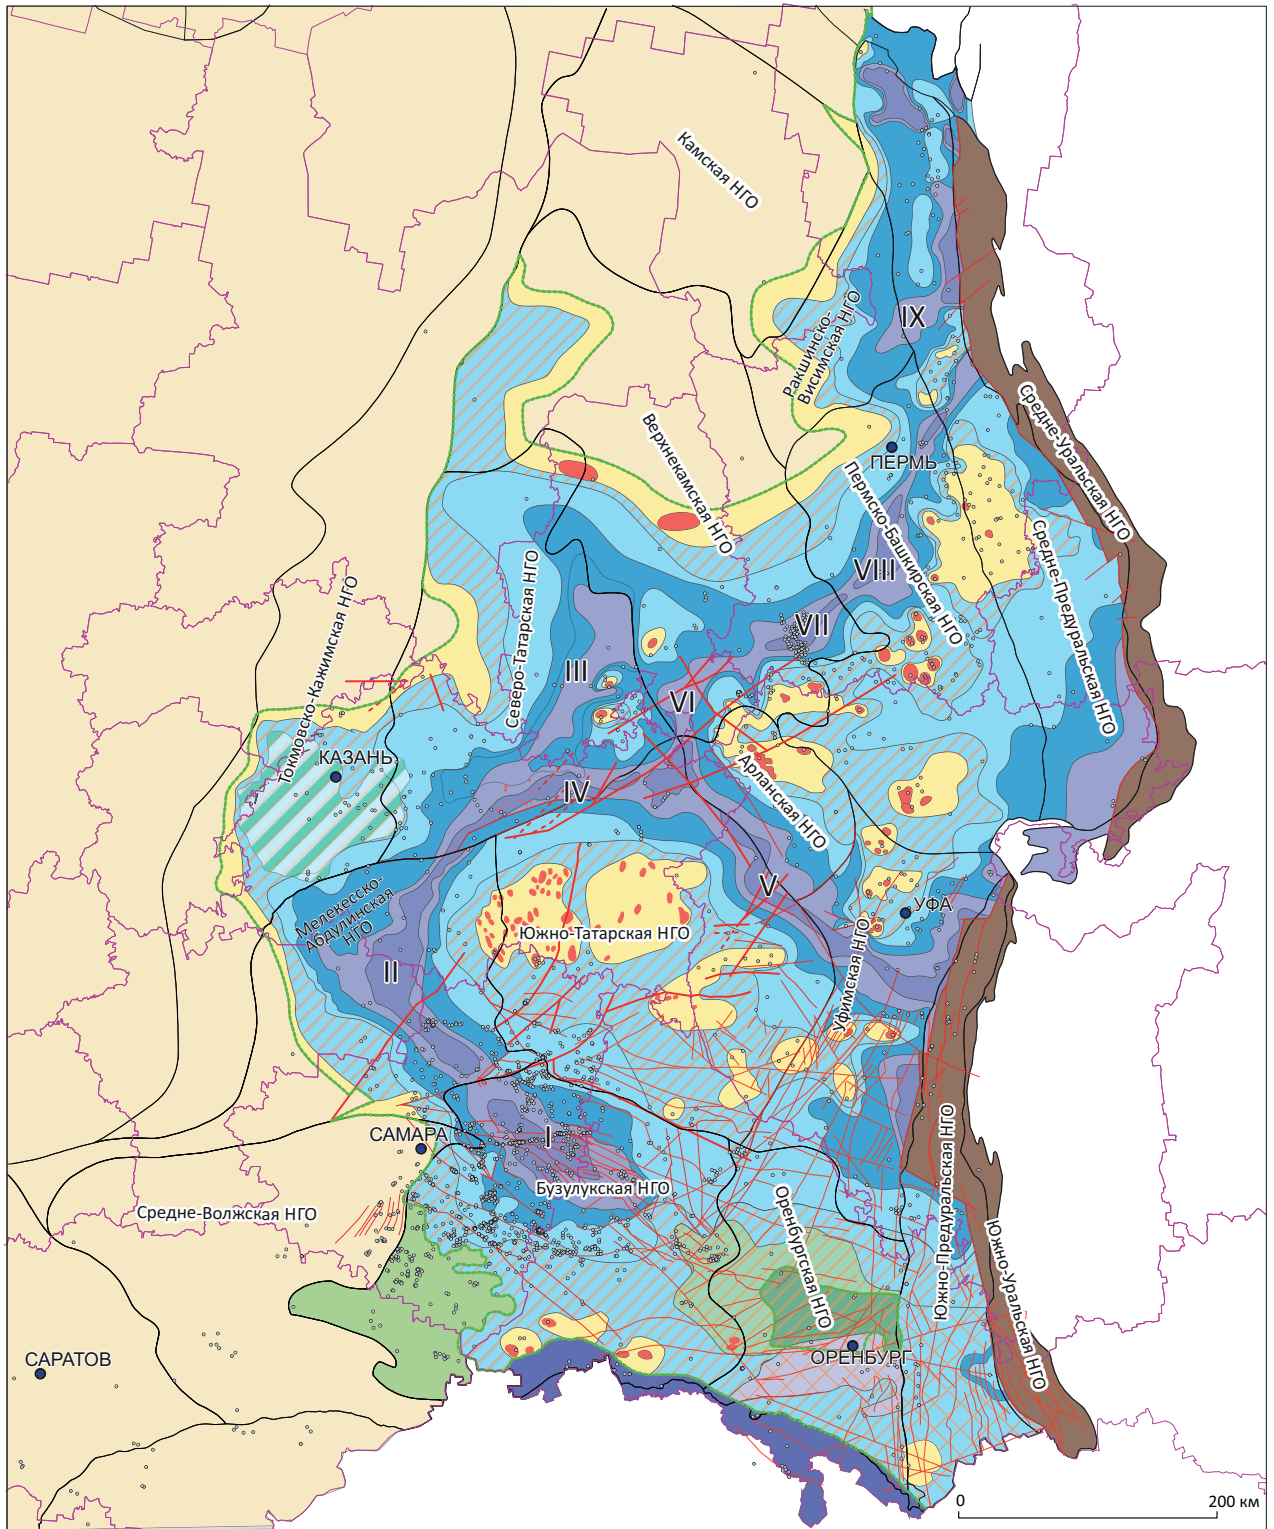 Камская НГО
IX
Ракшинско-
Висимская НГО
Средне-Уральская НГО
ПЕРМЬ
Верхнекамская НГО
Пермско-Башкирская НГО
Средне-Предуральская НГО
VIII
VII
Северо-Татарская НГО
Токмовско-Кажимская НГО
III
VI
КАЗАНЬ
IV
Арланская НГО
V
Мелекесско-
Абдулинская
НГО
УФА
Южно-Татарская НГО
II
Уфимская НГО
САМАРА
I
Бузулукская НГО
Средне-Волжская НГО
Оренбургская НГО
Южно-Предуральская НГО
Южно-Уральская НГО
ОРЕНБУРГ
САРАТОВ
0 200 км